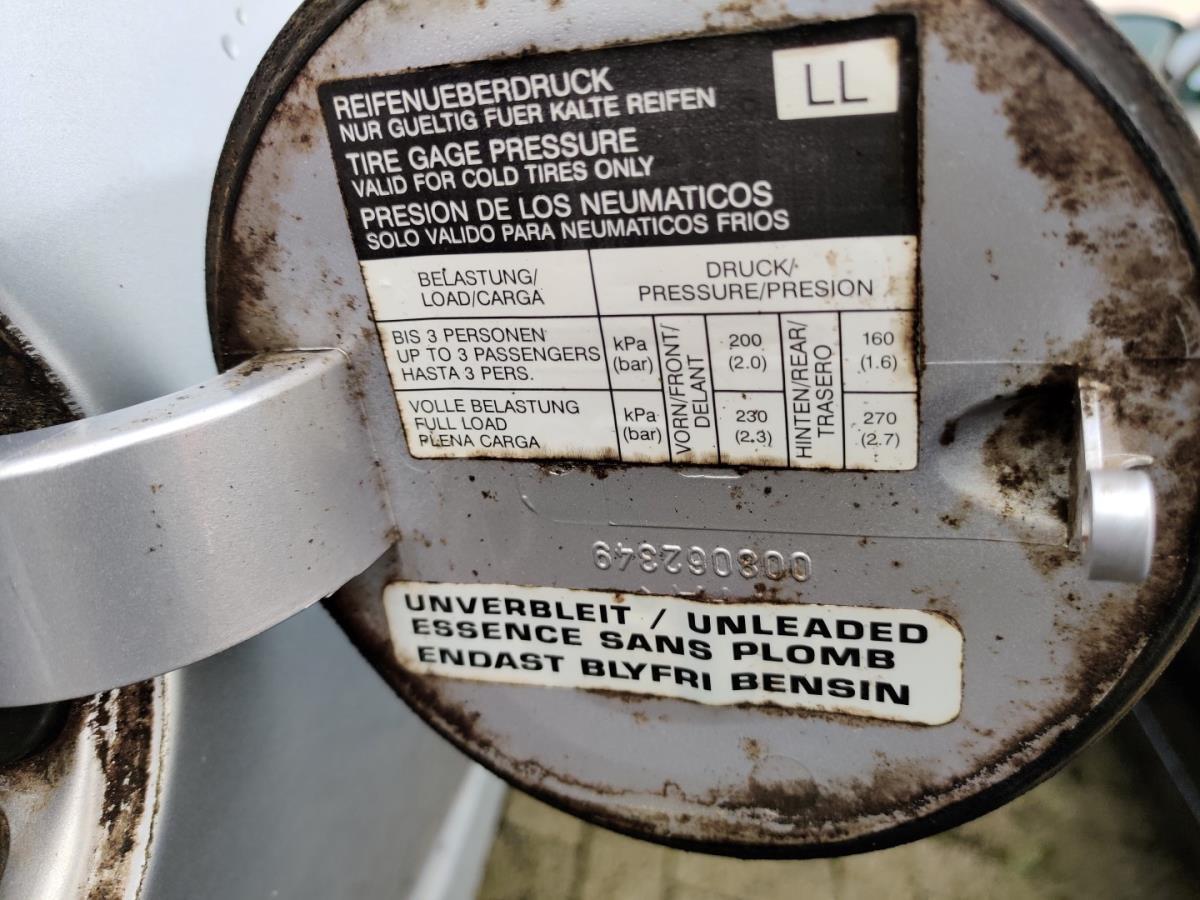 REIFENUEBERDRUCK
LL
NUR GUELTIG FUER KALTE REIFEN
TIRE GAGE PRESSURE
VALID FOR COLD TIRES ONLY
PRESION DE LOS NEUMATICOS
SOLO VALIDO PARA NEUMATICOS FRIOS
BELASTUNG/
LOAD/CARGA
DRUCK/
PRESSURE/PRESION
BIS 3 PERSONEN
UP TO 3 PASSENGERS
HASTA 3 PERS.
kPa
(bar)
VORN/FRONT/
DELANT
200
(2.0)
HINTEN/REAR/
TRASERO
160
(1.6)
VOLLE BELASTUNG
FULL LOAD
PLENA CARGA
kPa
(bar)
230
(2.3)
270
(2.7)
003062349
UNVERBLEIT / UNLEADED
ESSENCE SANS PLOMB
ENDAST BLYFRI BENSIN